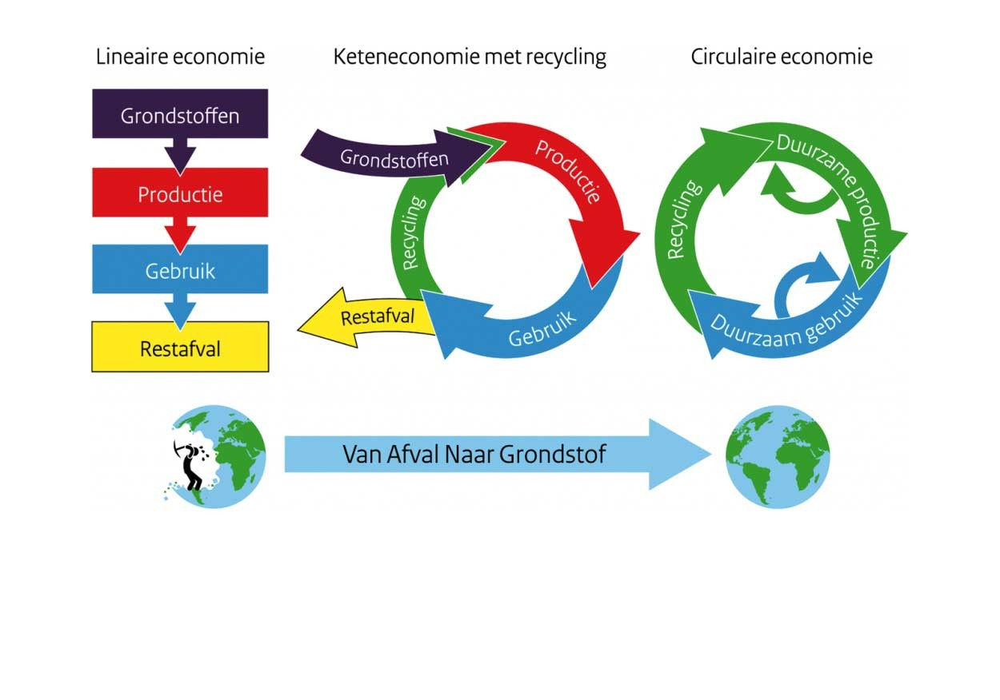 Lineaire economie
Grondstoffen
Productie
Gebruik
Restafval
Keteneconomie met recycling
Grondstoffen
Productie
Gebruik
Recycling
Restafval
Circulaire economie
Duurzame productie
Duurzaam gebruik
Recycling
Van Afval Naar Grondstof